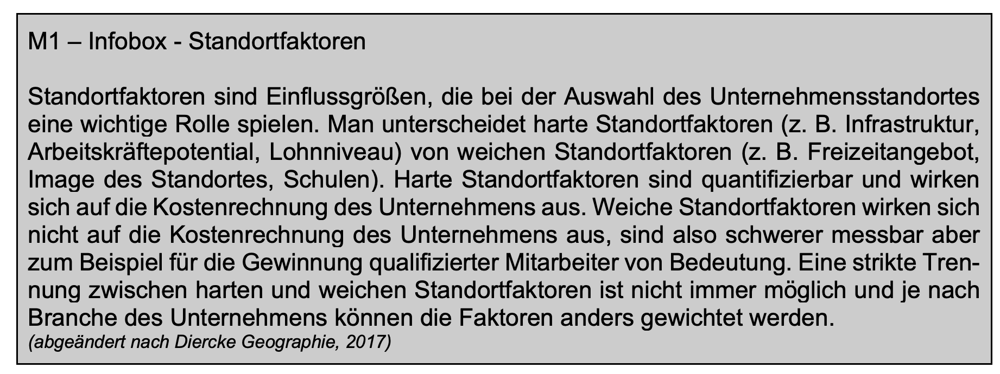 M1 – Infobox - Standortfaktoren
Standortfaktoren sind Einflussgrößen, die bei der Auswahl des Unternehmensstandortes
eine wichtige Rolle spielen. Man unterscheidet harte Standortfaktoren (z. B. Infrastruktur,
Arbeitskräftepotential, Lohnniveau) von weichen Standortfaktoren (z. B. Freizeitangebot,
Image des Standortes, Schulen). Harte Standortfaktoren sind quantifizierbar und wirken
sich auf die Kostenrechnung des Unternehmens aus. Weiche Standortfaktoren wirken sich
nicht auf die Kostenrechnung des Unternehmens aus, sind also schwerer messbar aber
zum Beispiel für die Gewinnung qualifizierter Mitarbeiter von Bedeutung. Eine strikte Tren-
nung zwischen harten und weichen Standortfaktoren ist nicht immer möglich und je nach
Branche des Unternehmens können die Faktoren anders gewichtet werden.
(abgeändert nach Diercke Geographie, 2017)